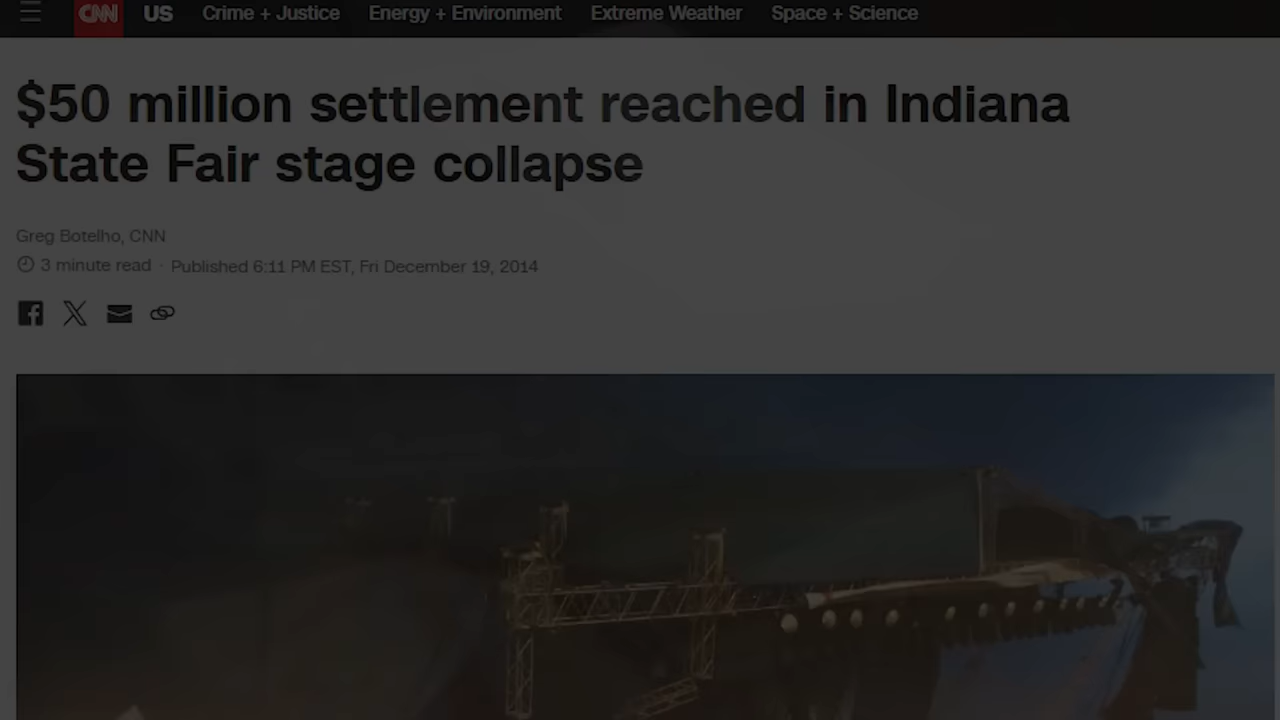 CNN US Crime + Justice Energy + Environment Extreme Weather Space + Science
$50 million settlement reached in Indiana
State Fair stage collapse
Greg Botelho, CNN
3 minute read · Published 6:11 PM EST, Fri December 19, 2014